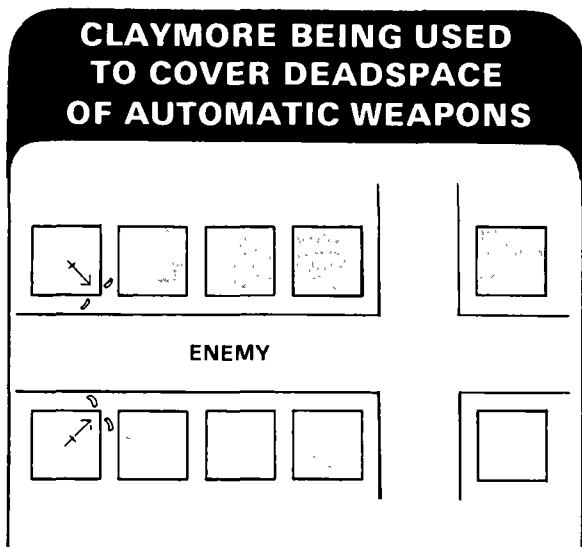 CLAYMORE BEING USED
TO COVER DEADSPACE
OF AUTOMATIC WEAPONS
ENEMY